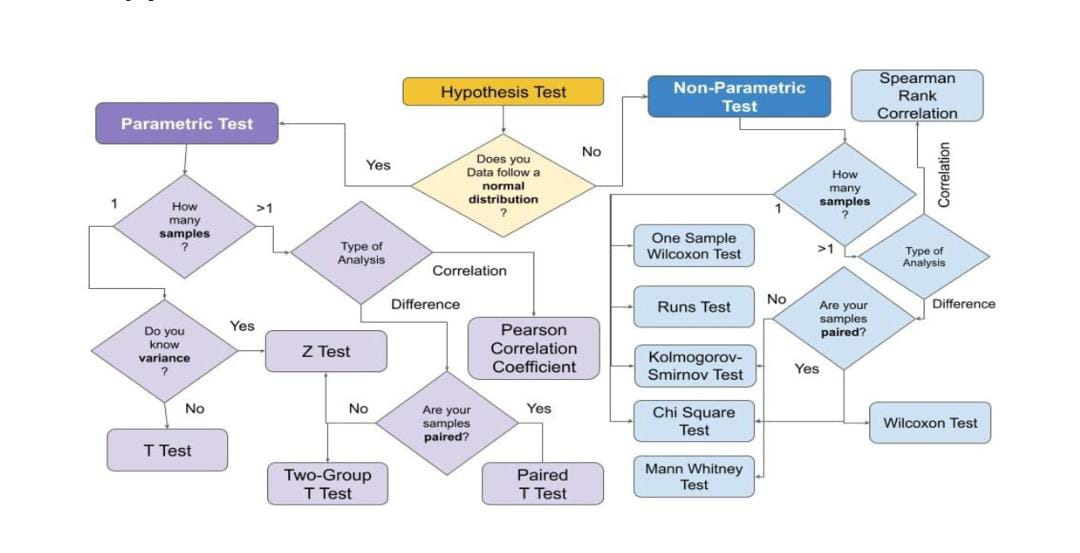 Hypothesis Test
Non-Parametric
Test
Spearman
Rank
Correlation
Parametric Test
Yes
No
Does you
Data follow a
normal
distribution
?
How
many
samples
?
1
>1
Type of
Analysis
Correlation
Difference
Do you
know
variance
?
Yes
No
Z Test
T Test
Pearson
Correlation
Coefficient
Are your
samples
paired?
No
Yes
Two-Group
T Test
Paired
T Test
How
many
samples
?
1
>1
Type of
Analysis
Correlation
Difference
Are your
samples
paired?
No
Yes
One Sample
Wilcoxon Test
Runs Test
Kolmogorov-
Smirnov Test
Chi Square
Test
Mann Whitney
Test
Wilcoxon Test